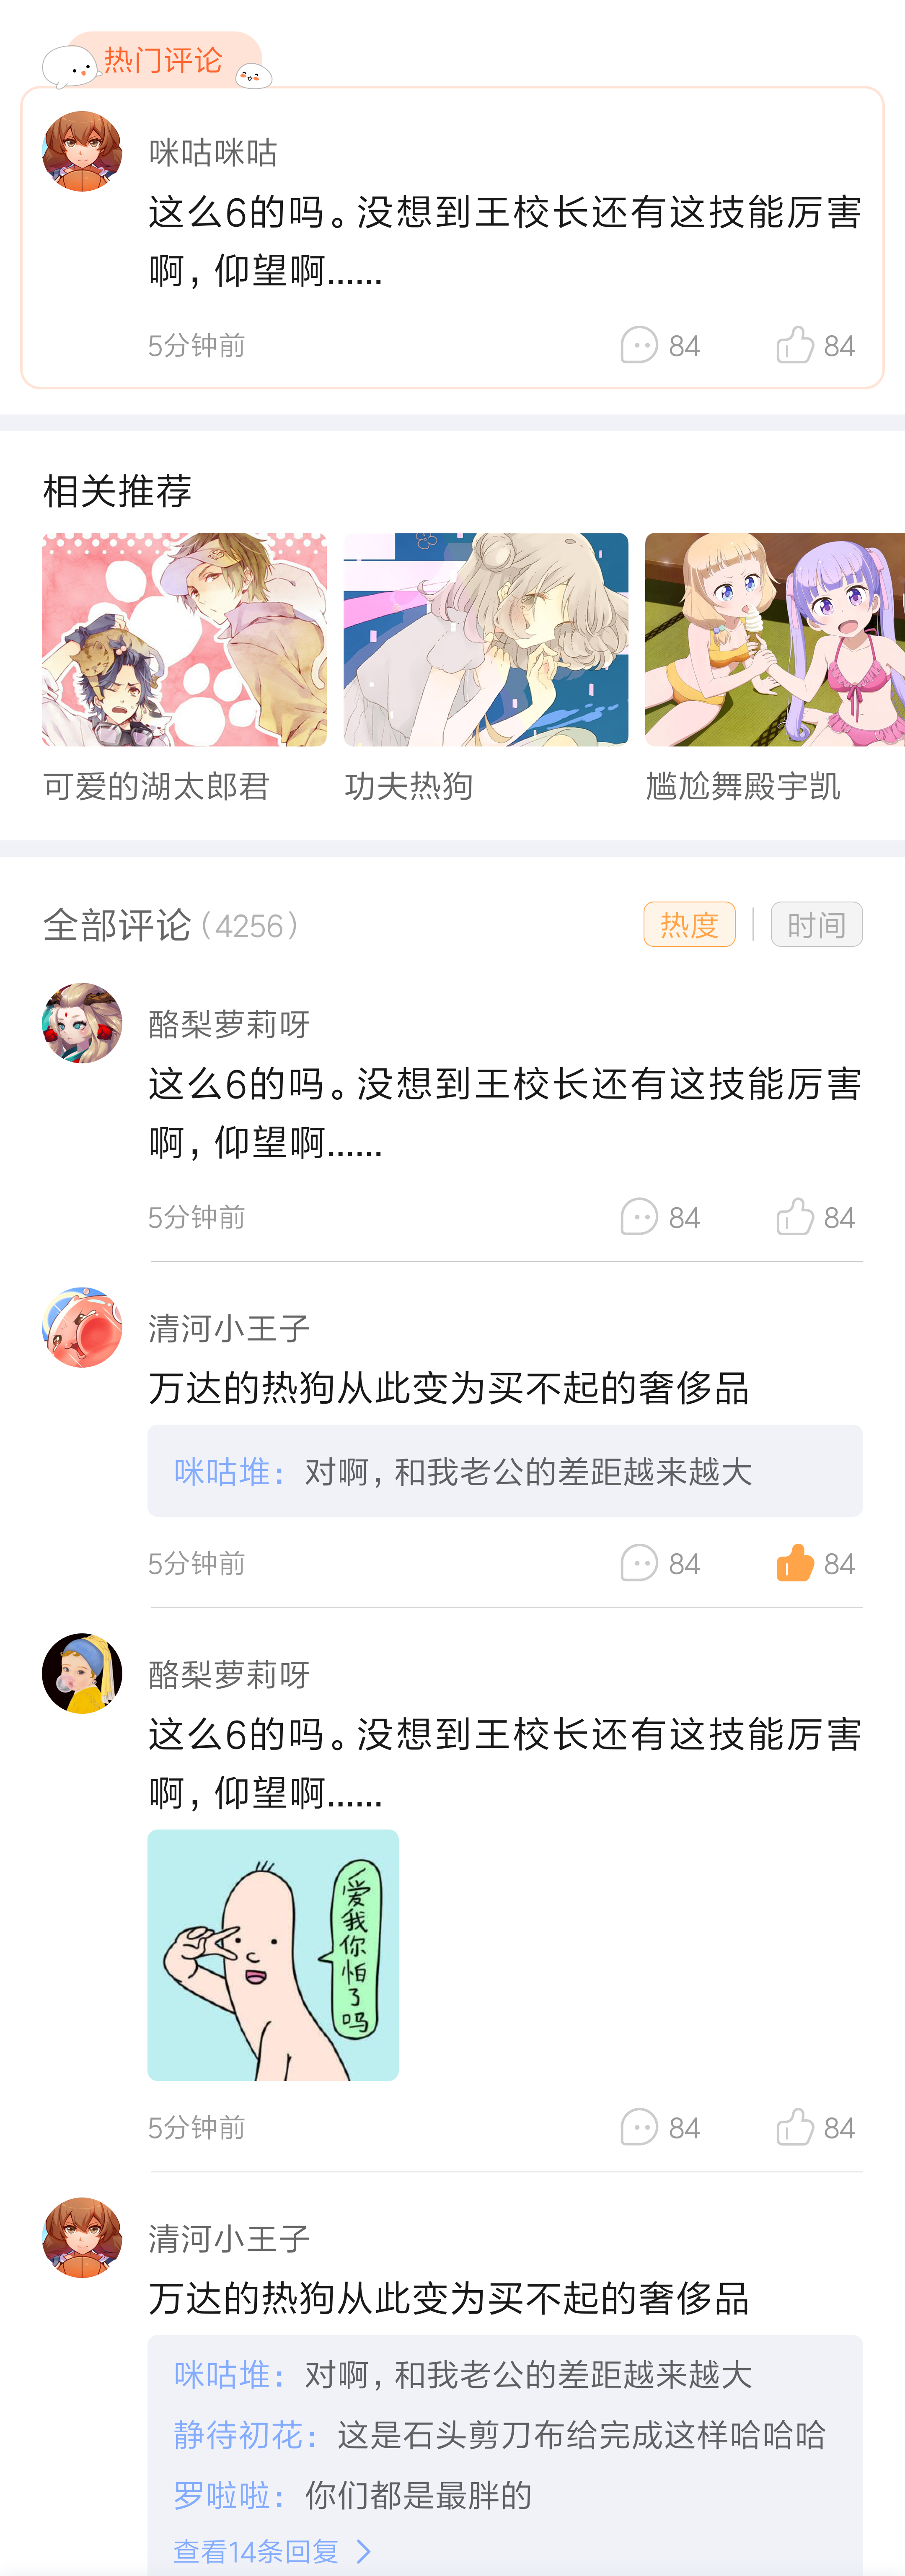 热门评论
咪咕咪咕
这么6的吗。没想到王校长还有这技能厉害
啊，仰望啊......
5分钟前 84 84
相关推荐
可爱的湖太郎君 功夫热狗 尴尬舞殿宇凯
全部评论（4256） 热度 时间
酪梨萝莉呀
这么6的吗。没想到王校长还有这技能厉害
啊，仰望啊......
5分钟前 84 84
清河小王子
万达的热狗从此变为买不起的奢侈品
咪咕堆：对啊，和我老公的差距越来越大
5分钟前 84 84
酪梨萝莉呀
这么6的吗。没想到王校长还有这技能厉害
啊，仰望啊......
爱我你怕了吗
5分钟前 84 84
清河小王子
万达的热狗从此变为买不起的奢侈品
咪咕堆：对啊，和我老公的差距越来越大
静待初花：这是石头剪刀布给完成这样哈哈哈
罗啦啦：你们都是最胖的
查看14条回复 >